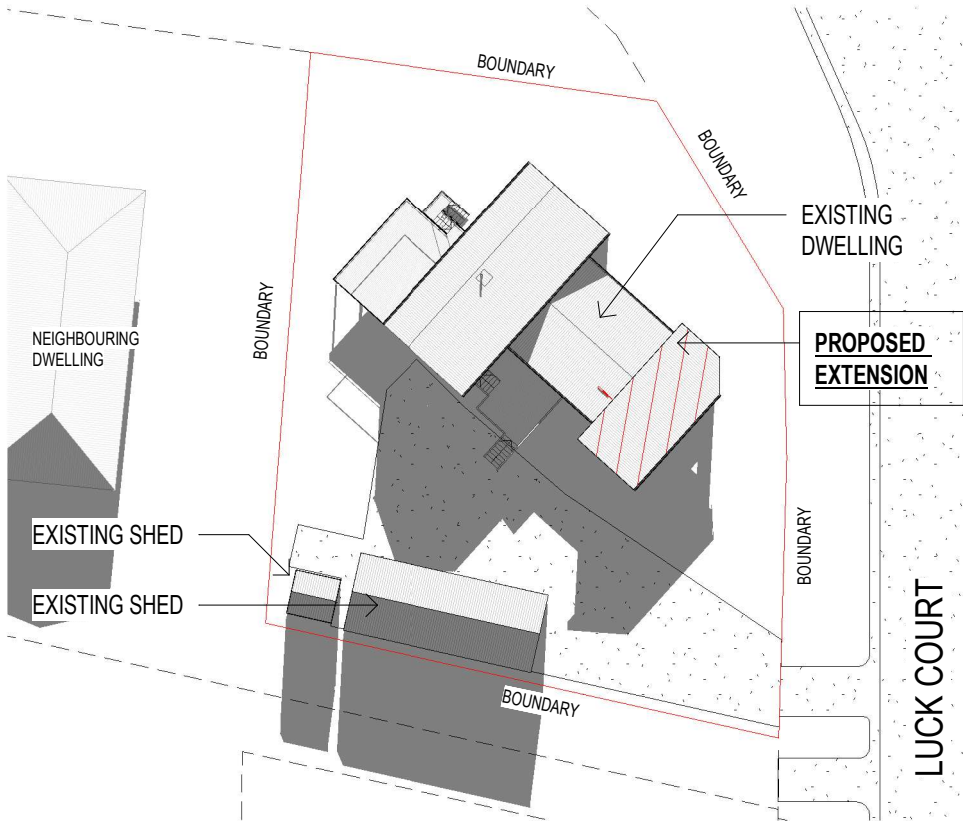 BOUNDARY
BOUNDARY
EXISTING
DWELLING
BOUNDARY
NEIGHBOURING
DWELLING
PROPOSED
EXTENSION
EXISTING SHED
EXISTING SHED
BOUNDARY
BOUNDARY
LUCK COURT